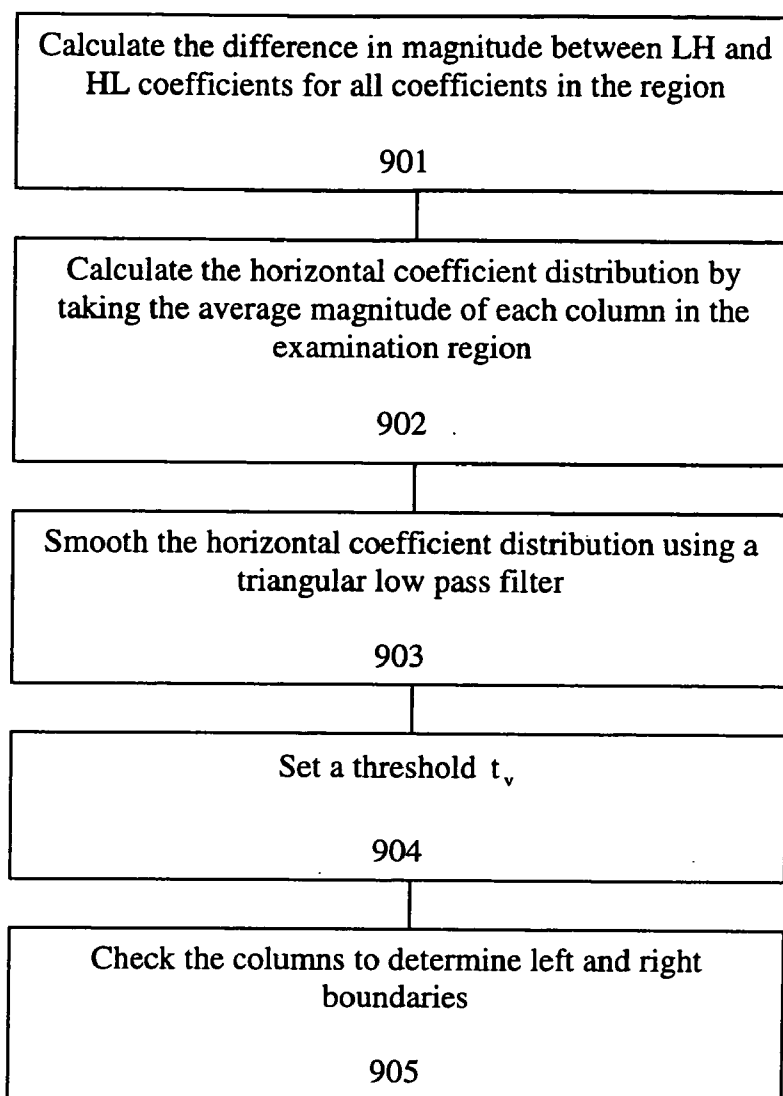 Calculate the difference in magnitude between LH and
HL coefficients for all coefficients in the region
901
Calculate the horizontal coefficient distribution by
taking the average magnitude of each column in the
examination region
902
Smooth the horizontal coefficient distribution using a
triangular low pass filter
903
Set a threshold t_v
904
Check the columns to determine left and right
boundaries
905